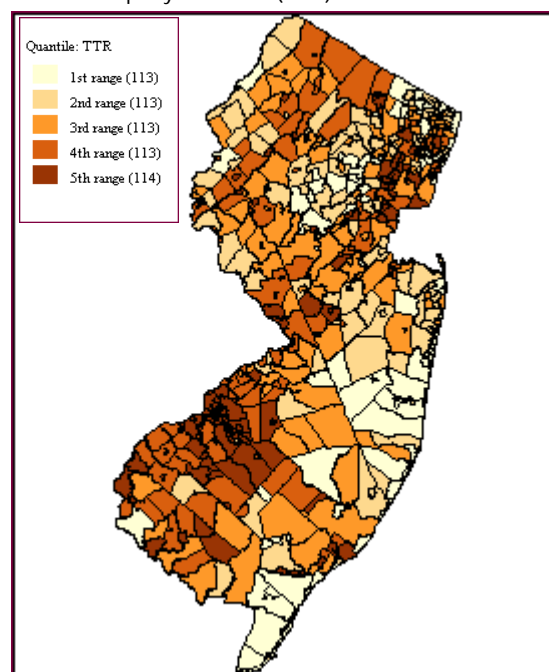 Quantile: TTR
1st range (113)
2nd range (113)
3rd range (113)
4th range (113)
5th range (114)